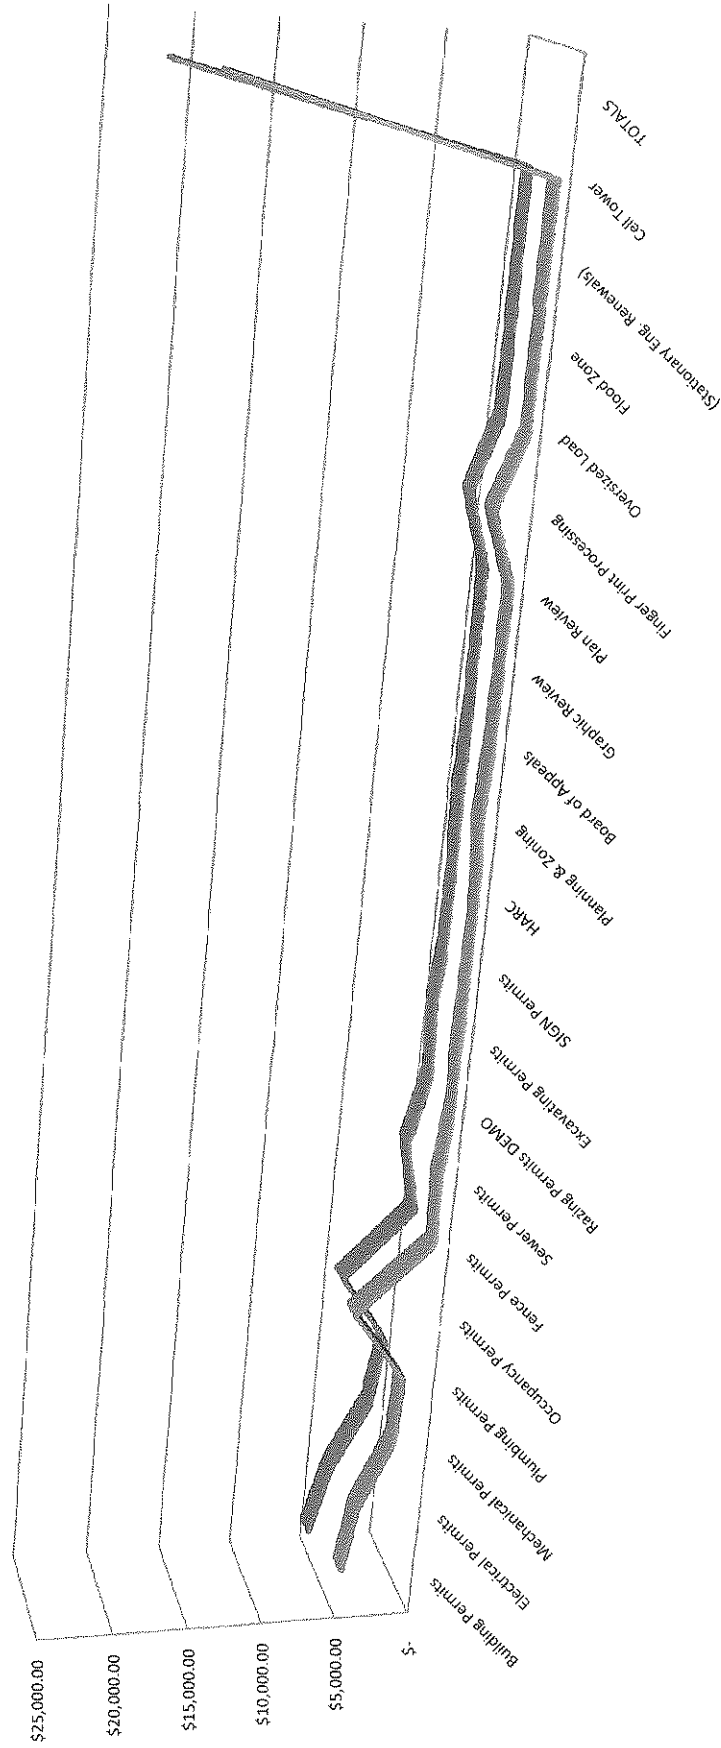 $25,000.00
$20,000.00
$15,000.00
$10,000.00
$5,000.00
$-
Building Permits
Electrical Permits
Mechanical Permits
Plumbing Permits
Occupancy Permits
Fence Permits
Sewer Permits
Razing Permits DEMO
Excavating Permits
SIGN Permits
HARC
Planning & Zoning
Board of Appeals
Graphic Review
Plan Review
Finger Print Processing
Oversized Load
Flood Zone
(Stationary Eng. Renewals)
Cell Tower
TOTALS